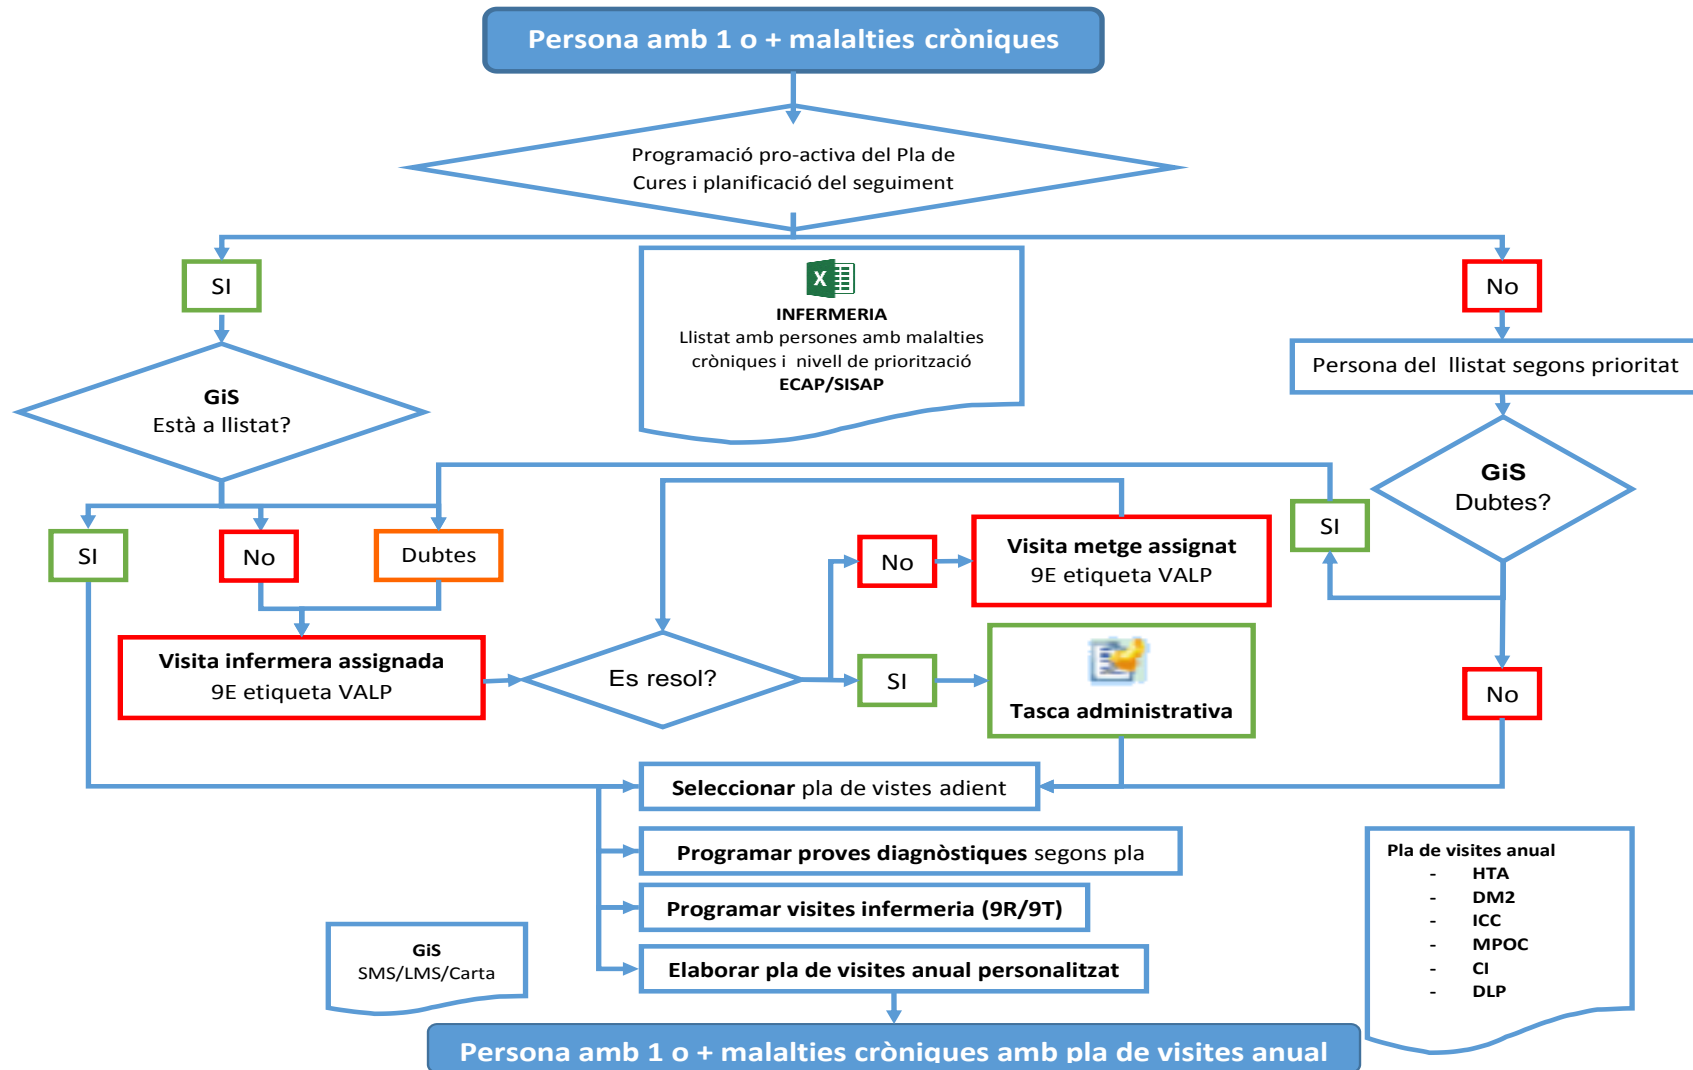 Persona amb 1 o + malalties cròniques
Programació pro-activa del Pla de
Cures i planificació del seguiment
SI
No
X
INFERMERIA
Llistat amb persones amb malalties
cròniques i nivell de priorització
ECAP/SISAP
Persona del llistat segons prioritat
GiS
Està a llistat?
GiS
Dubtes?
SI
No
Dubtes
No
Visita metge assignat
9E etiqueta VALP
SI
Visita infermera assignada
9E etiqueta VALP
Es resol?
SI
Tasca administrativa
No
Seleccionar pla de vistes adient
Programar proves diagnòstiques segons pla
Programar visites infermeria (9R/9T)
Elaborar pla de visites anual personalitzat
GiS
SMS/LMS/Carta
Pla de visites anual
- HTA
- DM2
- ICC
- MPOC
- CI
- DLP
Persona amb 1 o + malalties cròniques amb pla de visites anual